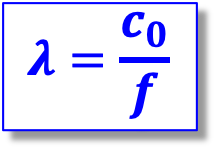 λ = c₀/f